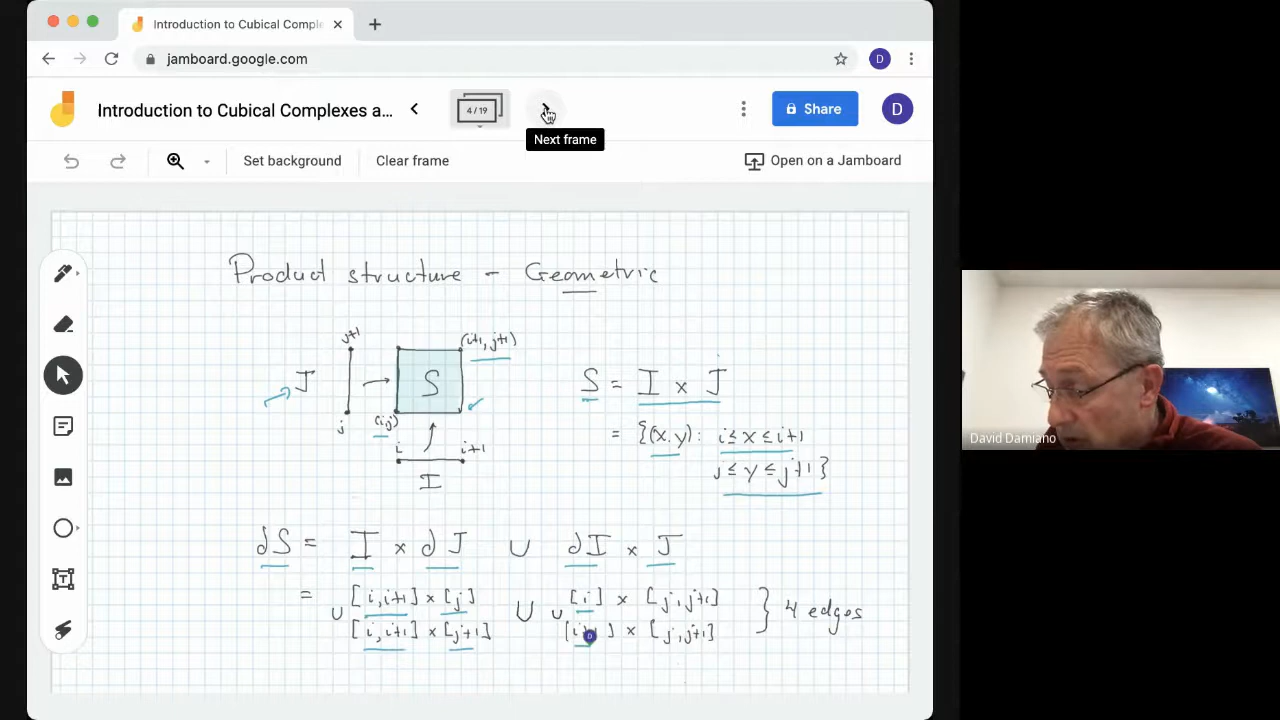 Introduction to Cubical Comple
jamboard.google.com
D
Introduction to Cubical Complexes a...
4 / 19
Share
D
Next frame
Set background
Clear frame
Open on a Jamboard
Product structure - Geometric
j+1
(i+1, j+1)
J
S
S = I × J
j
(i,j)
i
i+1
= {(x,y): i ≤ x ≤ i+1
j ≤ y ≤ j+1}
I
∂S = I × ∂J ∪ ∂I × J
= ∪ [i,i+1] × [j] ∪ ∪ [i] × [j,j+1] } 4 edges
[i,i+1] × [j+1] [i+1] × [j,j+1]
David Damiano